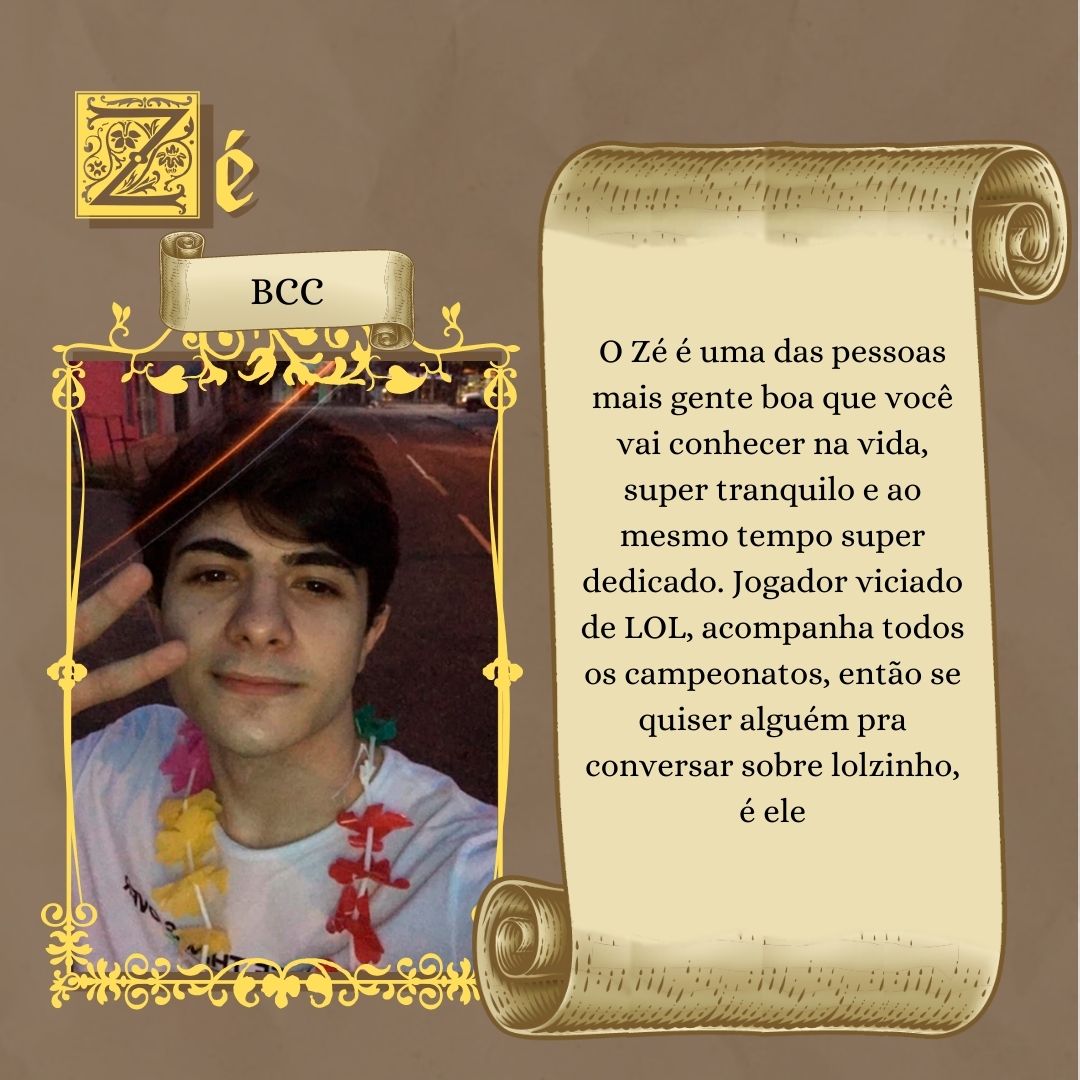 Zé
BCC
O Zé é uma das pessoas
mais gente boa que você
vai conhecer na vida,
super tranquilo e ao
mesmo tempo super
dedicado. Jogador viciado
de LOL, acompanha todos
os campeonatos, então se
quiser alguém pra
conversar sobre lolzinho,
é ele